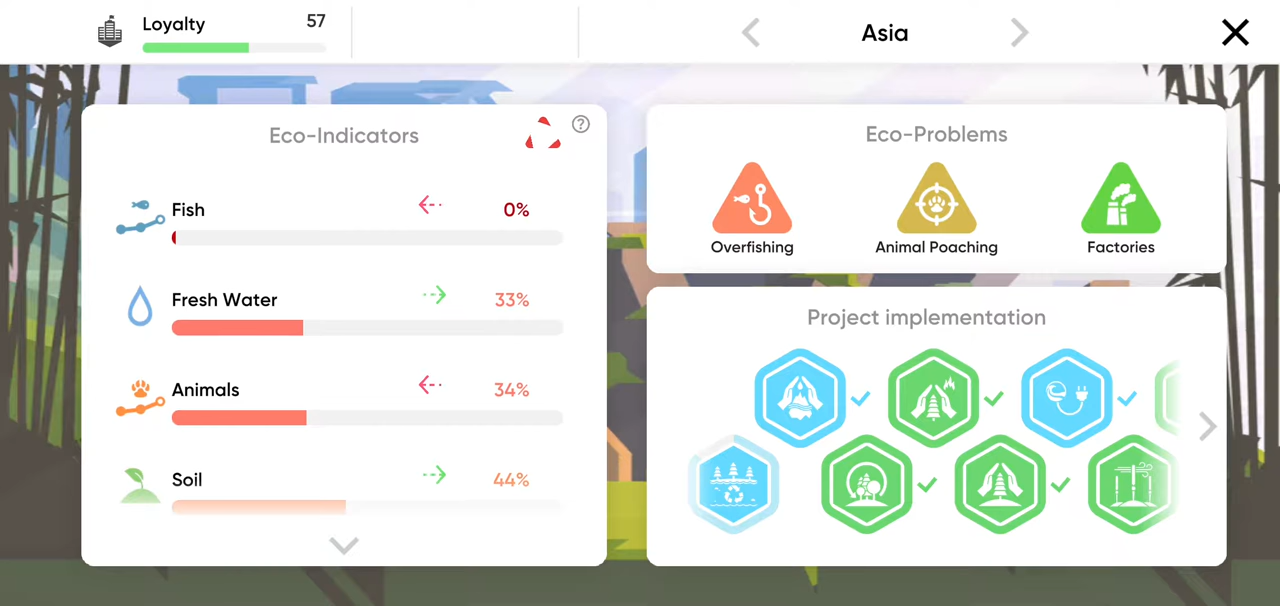 Loyalty 57
Asia
Eco-Indicators ?
Fish 0%
Fresh Water 33%
Animals 34%
Soil 44%
Eco-Problems
Overfishing
Animal Poaching
Factories
Project implementation